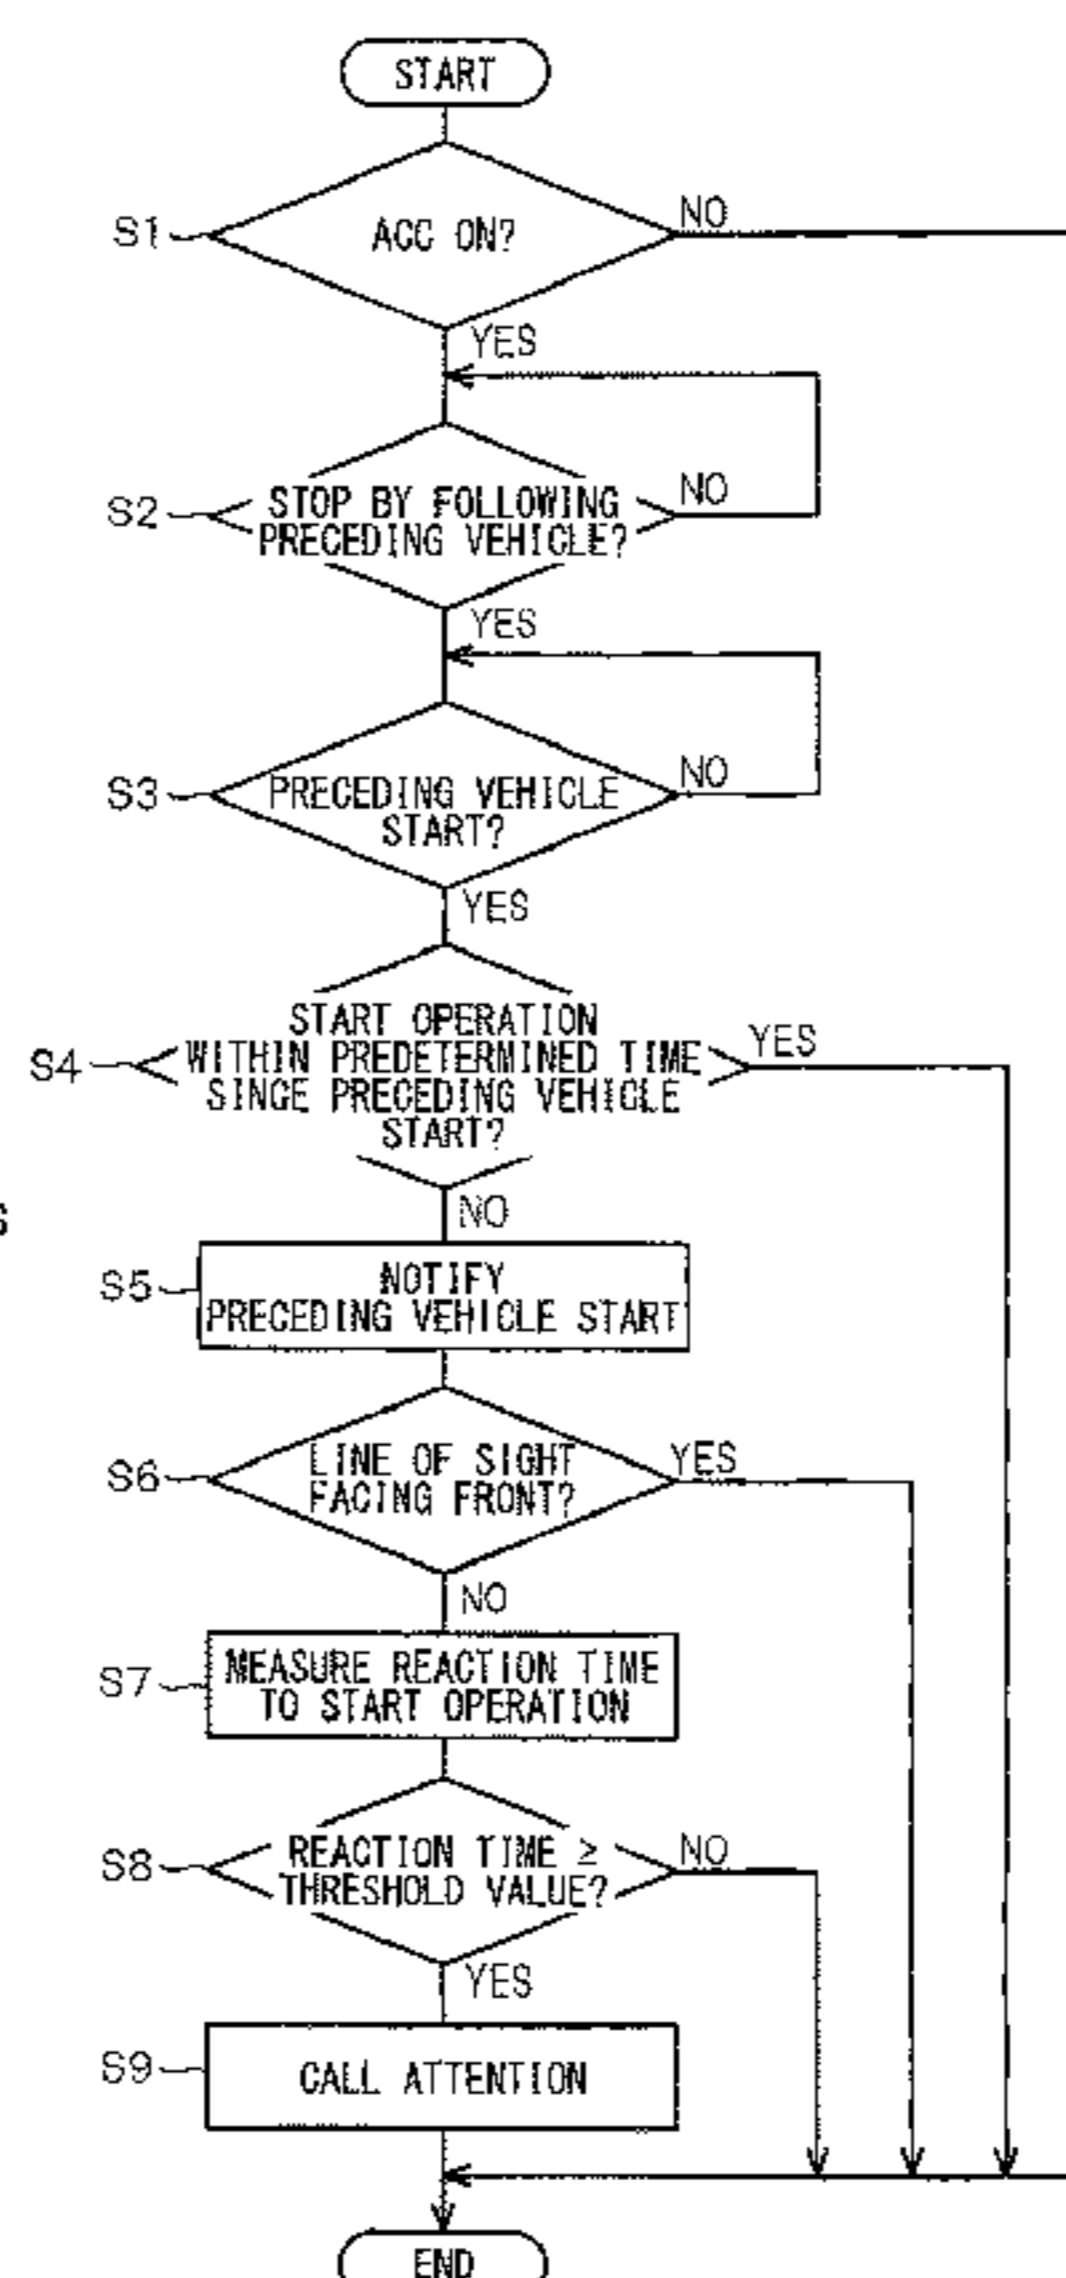 START
S1
ACC ON?
NO
YES
S2
STOP BY FOLLOWING
PRECEDING VEHICLE?
NO
YES
S3
PRECEDING VEHICLE
START?
NO
YES
S4
START OPERATION
WITHIN PREDETERMINED TIME
SINCE PRECEDING VEHICLE
START?
YES
NO
S5
NOTIFY
PRECEDING VEHICLE START
S6
LINE OF SIGHT
FACING FRONT?
YES
NO
S7
MEASURE REACTION TIME
TO START OPERATION
S8
REACTION TIME ≥
THRESHOLD VALUE?
NO
YES
S9
CALL ATTENTION
END